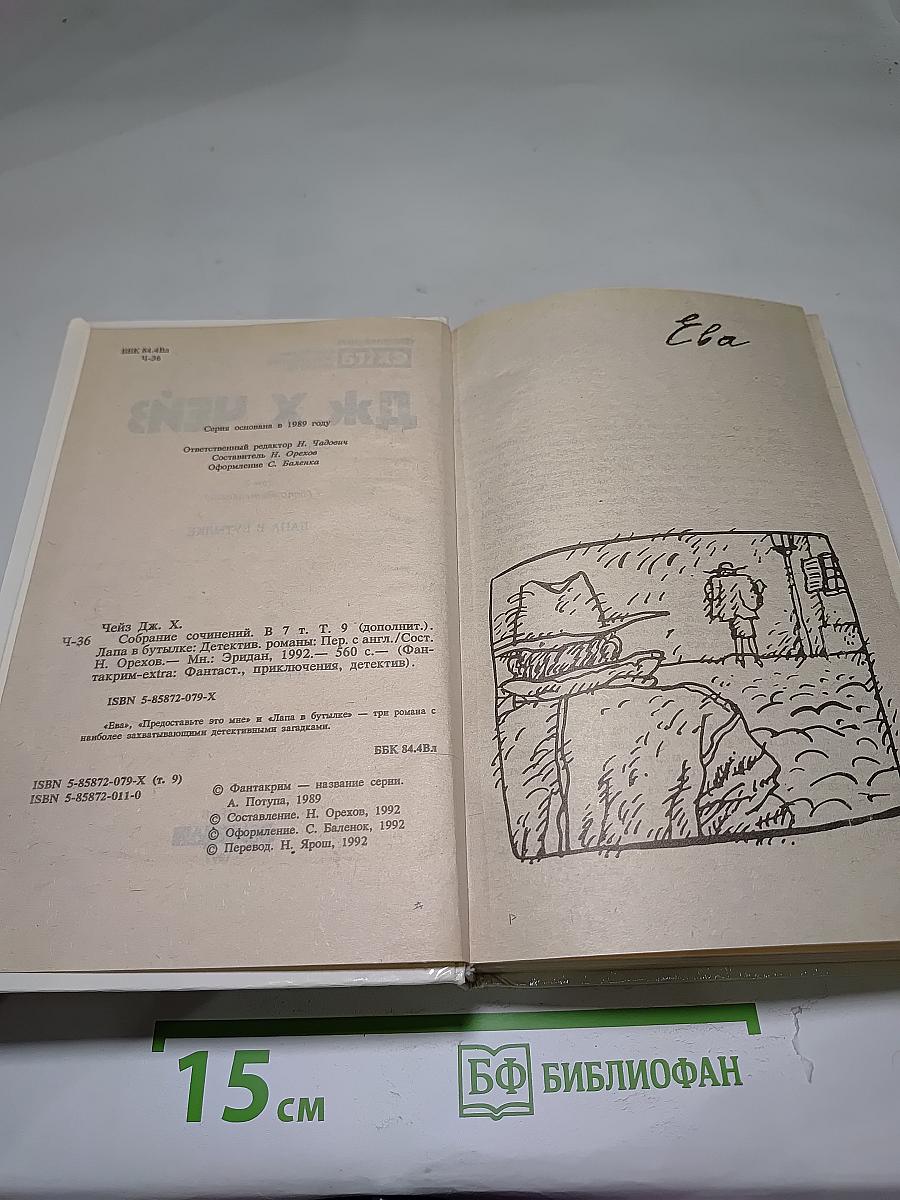 ББК 84.4Вл
Ч-36
Серия основана в 1989 году
Ответственный редактор Н. Чадович
Составитель Н. Орехов
Оформление С. Баленка
Чейз Дж. Х.
Ч-36 Собрание сочинений. В 7 т. Т. 9 (дополнит.).
Лапа в бутылке: Детектив. романы: Пер. с англ./Сост.
Н. Орехов.— Мн.: Эридан, 1992.— 560 с.— (Фан-
такрим-extra: Фантаст., приключения, детектив).
ISBN 5-85872-079-X
«Ева», «Предоставьте это мне» и «Лапа в бутылке» — три романа с
наиболее захватывающими детективными загадками.
ББК 84.4Вл
ISBN 5-85872-079-X (т. 9)
ISBN 5-85872-011-0
© Фантакрим — название серии.
А. Потупа, 1989
© Составление. Н. Орехов, 1992
© Оформление. С. Баленок, 1992
© Перевод. Н. Ярош, 1992
Ева
15 см
БФ БИБЛИОФАН